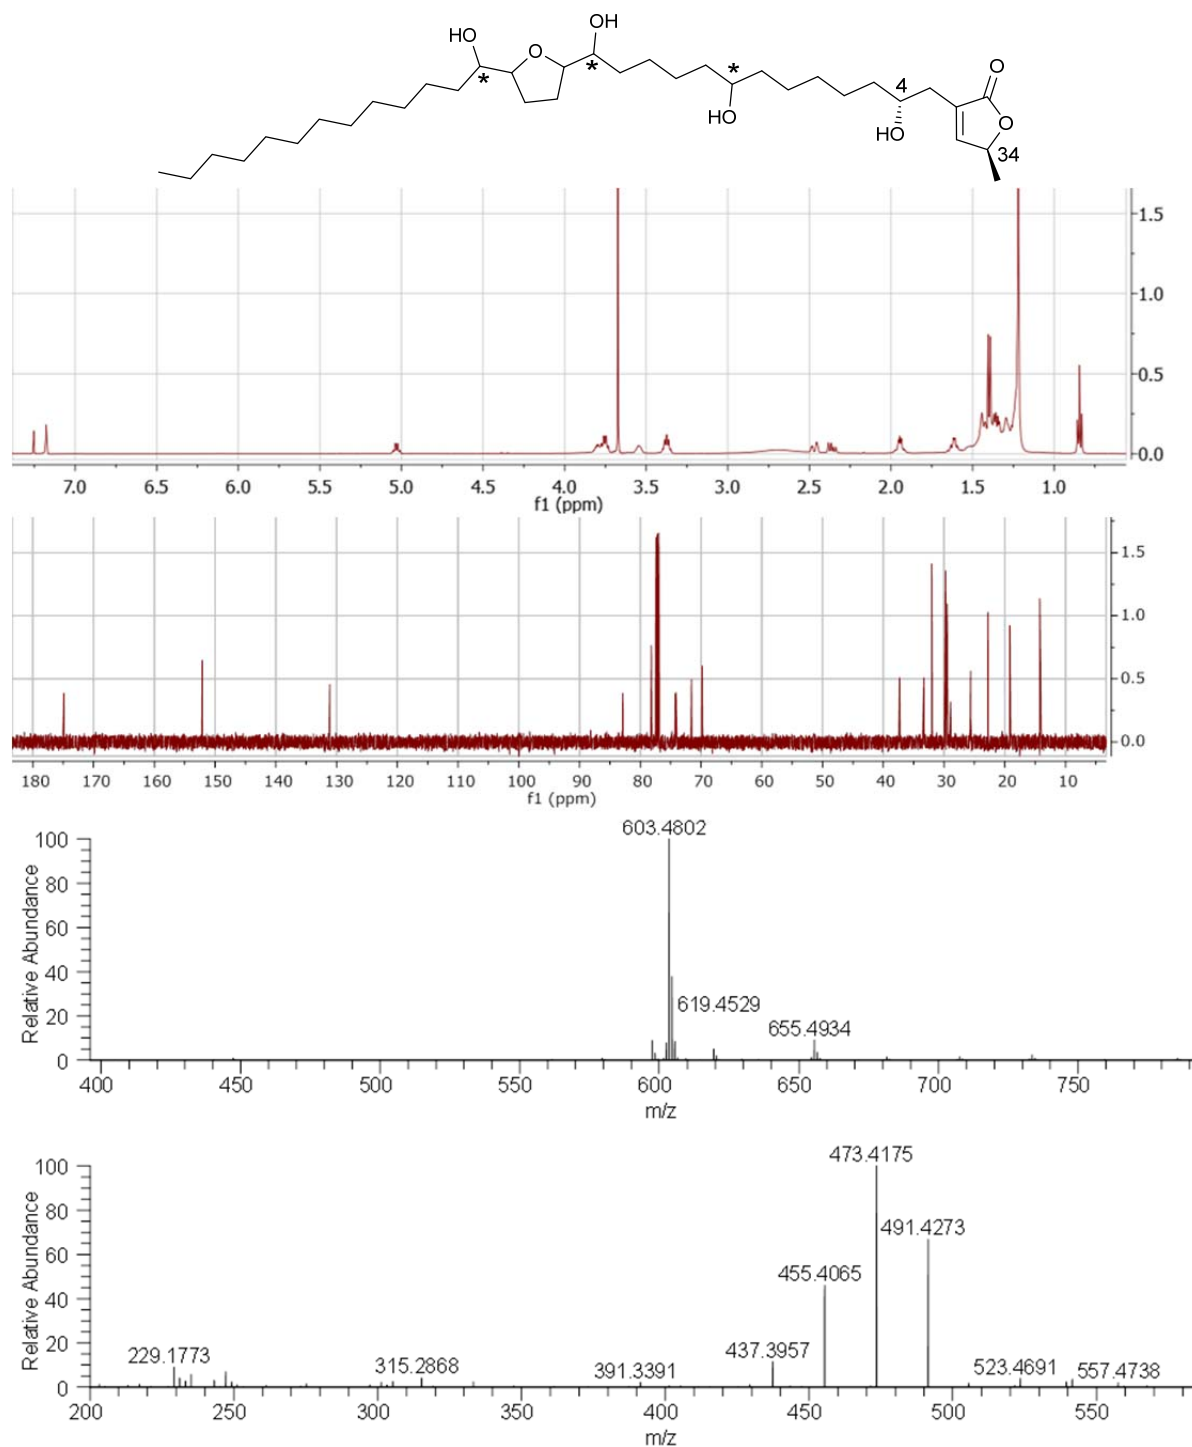 OH
HO
O
*
*
*
4
O
HO
HO
O
34
1.5
1.0
0.5
0.0
7.0 6.5 6.0 5.5 5.0 4.5 4.0 3.5 3.0 2.5 2.0 1.5 1.0
f1 (ppm)
1.5
1.0
0.5
0.0
180 170 160 150 140 130 120 110 100 90 80 70 60 50 40 30 20 10
f1 (ppm)
603.4802
100
80
60
40
20
0
Relative Abundance
619.4529
655.4934
400 450 500 550 600 650 700 750
m/z
473.4175
100
80
60
40
20
0
Relative Abundance
491.4273
455.4065
437.3957
229.1773
315.2868
391.3391
523.4691
557.4738
200 250 300 350 400 450 500 550
m/z